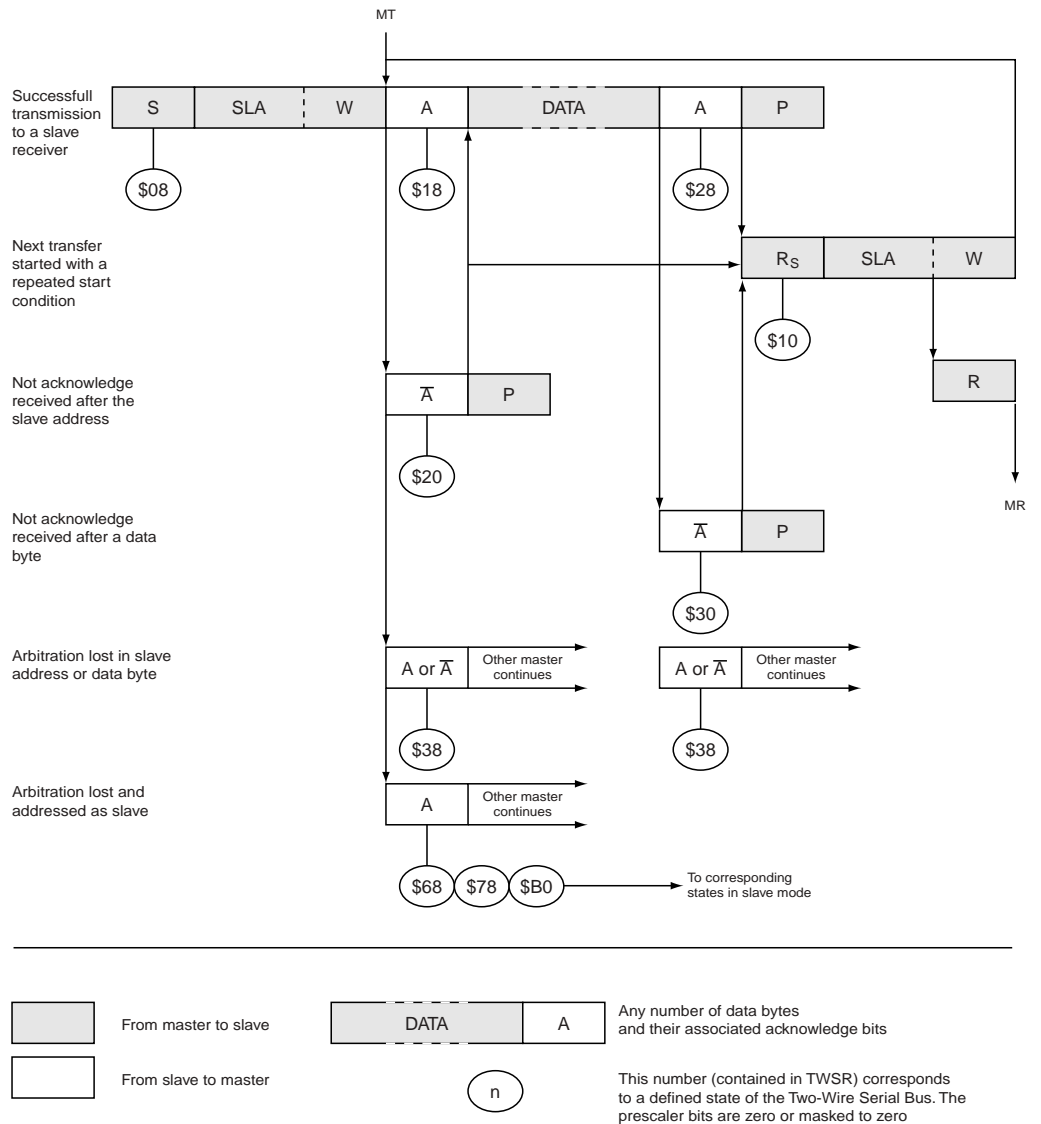 MT
Successfull
transmission
to a slave
receiver
S SLA W A DATA A P
$08 $18 $28
Next transfer
started with a
repeated start
condition
RS SLA W
$10
Not acknowledge
received after the
slave address
A̅ P
R
$20
MR
Not acknowledge
received after a data
byte
A̅ P
$30
Arbitration lost in slave
address or data byte
A or A̅ Other master
continues
A or A̅ Other master
continues
$38 $38
Arbitration lost and
addressed as slave
A Other master
continues
$68 $78 $B0
To corresponding
states in slave mode
From master to slave
DATA A
Any number of data bytes
and their associated acknowledge bits
From slave to master
n
This number (contained in TWSR) corresponds
to a defined state of the Two-Wire Serial Bus. The
prescaler bits are zero or masked to zero